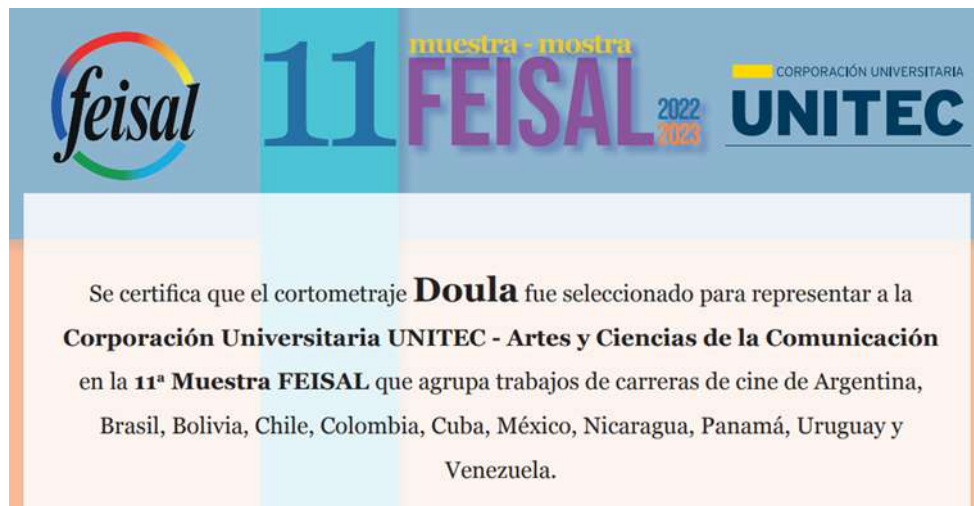 feisal
11
muestra - mostra
FEISAL
2022
2023
CORPORACIÓN UNIVERSITARIA
UNITEC
Se certifica que el cortometraje Doula fue seleccionado para representar a la
Corporación Universitaria UNITEC - Artes y Ciencias de la Comunicación
en la 11ª Muestra FEISAL que agrupa trabajos de carreras de cine de Argentina,
Brasil, Bolivia, Chile, Colombia, Cuba, México, Nicaragua, Panamá, Uruguay y
Venezuela.